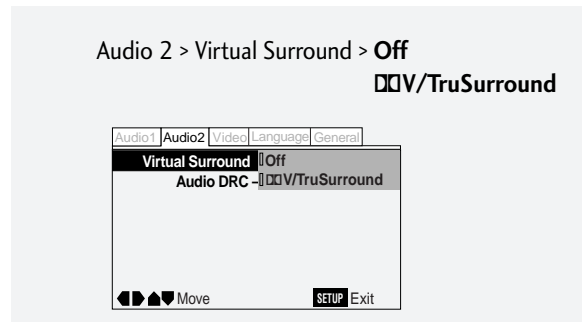 Audio 2 > Virtual Surround > Off
V/TruSurround
Audio1 Audio2 Video Language General
Virtual Surround Off
Audio DRC – V/TruSurround
Move SETUP Exit